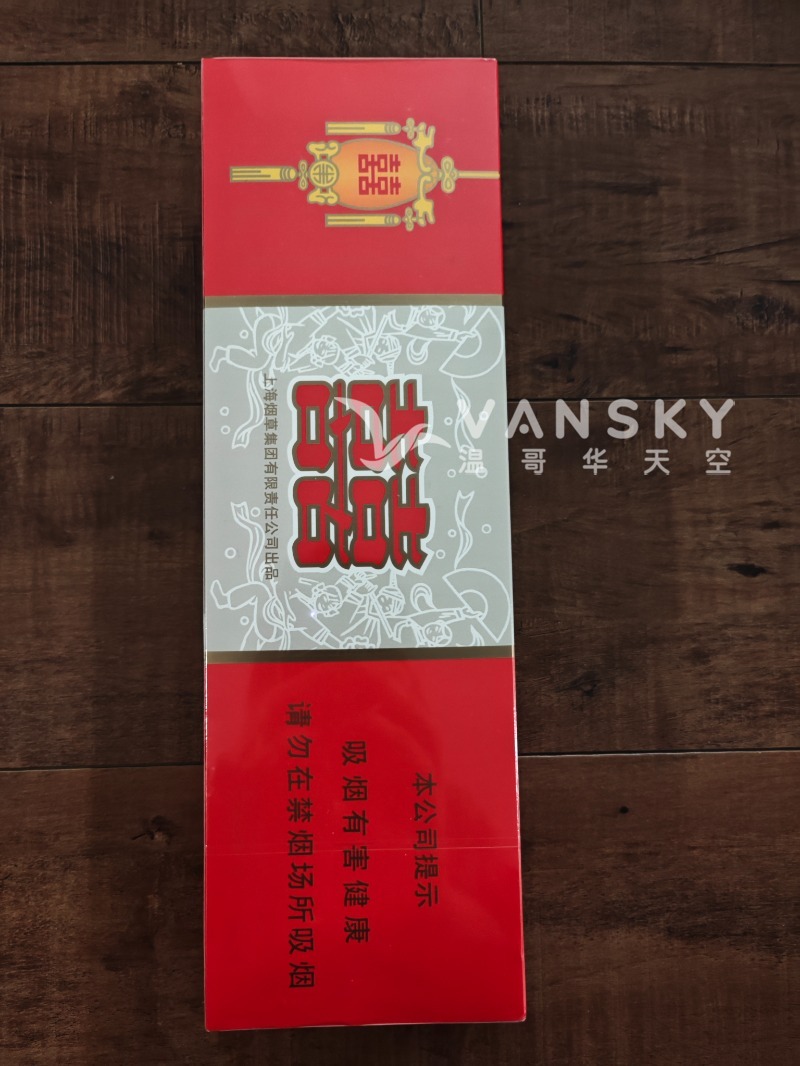 囍
囍
上海烟草集团有限责任公司出品
VANSKY
温哥华天空
本公司提示
吸烟有害健康
请勿在禁烟场所吸烟